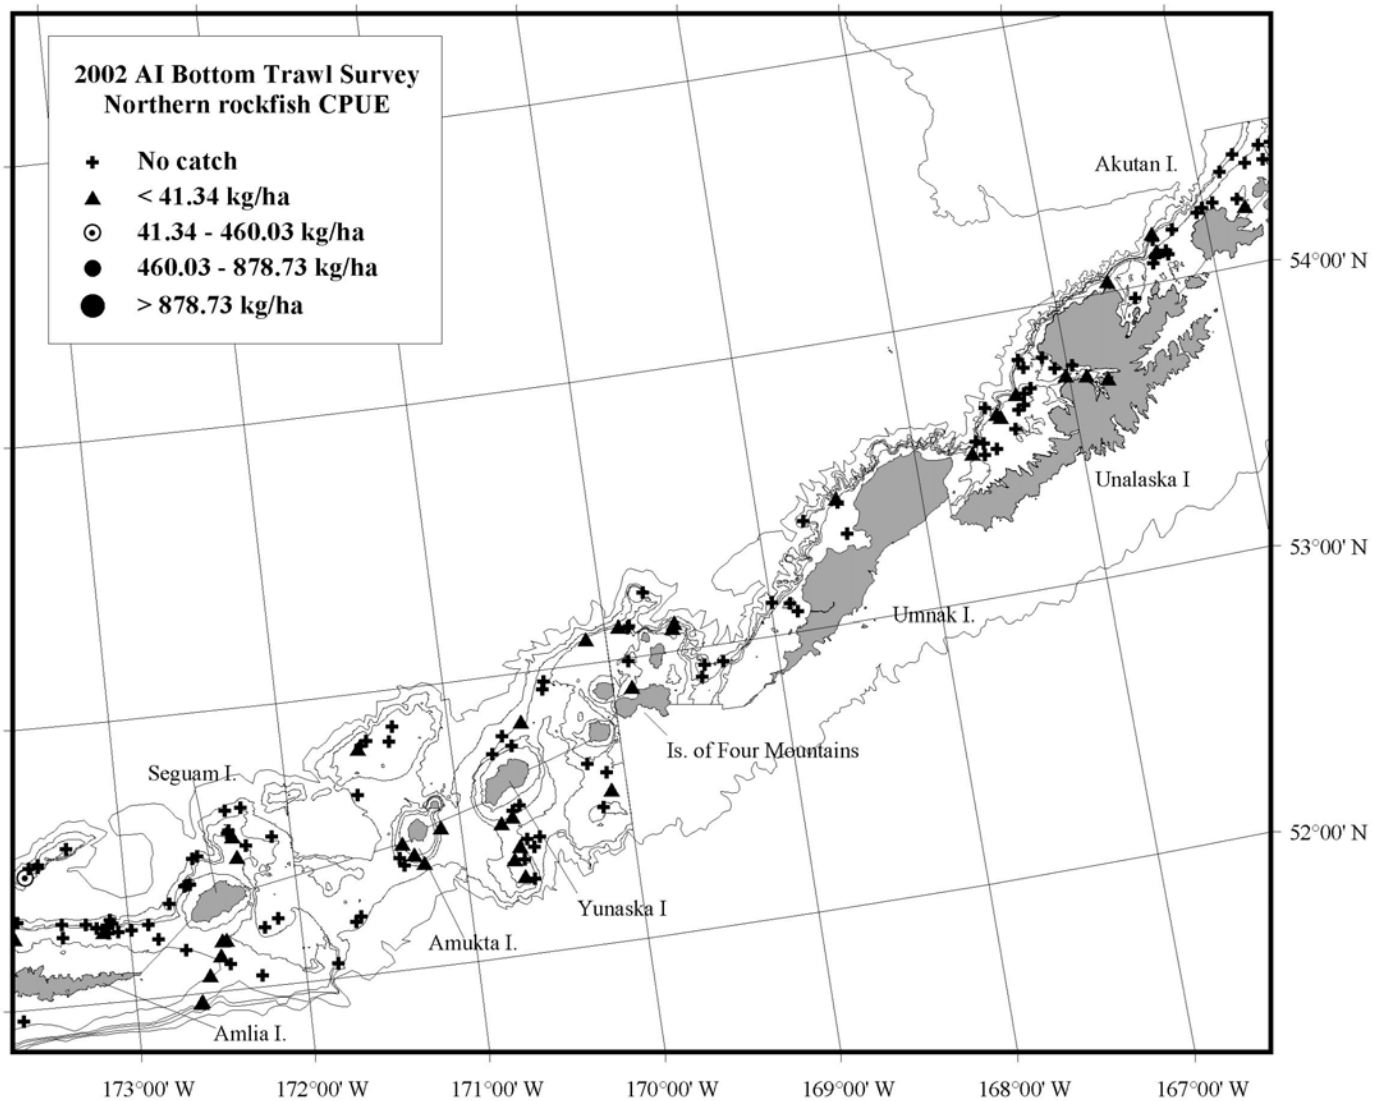 2002 AI Bottom Trawl Survey
Northern rockfish CPUE
No catch
< 41.34 kg/ha
41.34 - 460.03 kg/ha
460.03 - 878.73 kg/ha
> 878.73 kg/ha
Akutan I.
54°00' N
Unalaska I
53°00' N
Umnak I.
Is. of Four Mountains
Seguam I.
52°00' N
Yunaska I
Amukta I.
Amlia I.
173°00' W
172°00' W
171°00' W
170°00' W
169°00' W
168°00' W
167°00' W